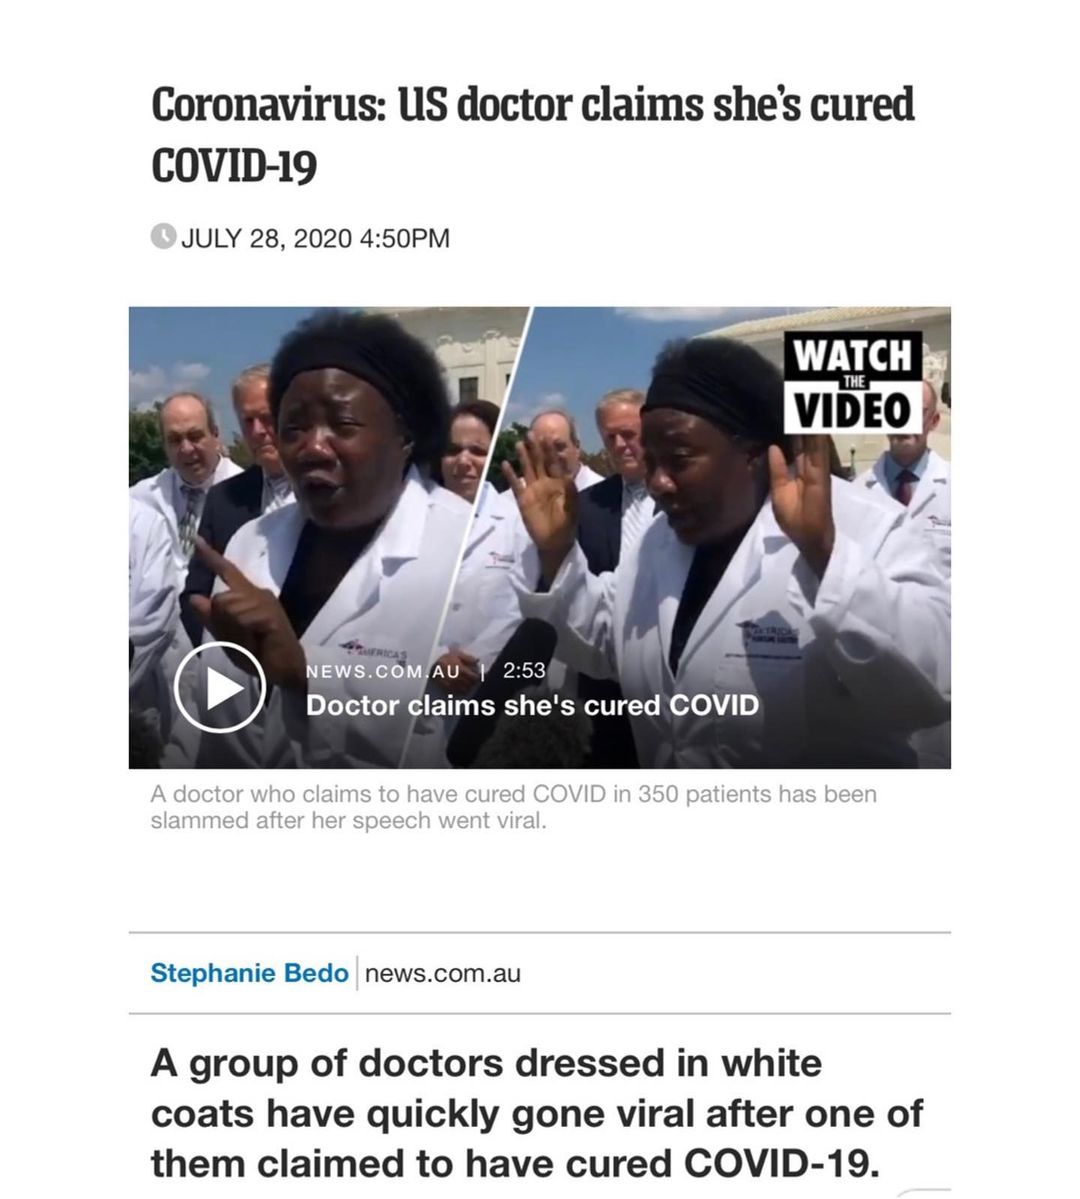 Coronavirus: US doctor claims she's cured
COVID-19
JULY 28, 2020 4:50PM
WATCH
THE
VIDEO
AMERICAS
NEWS.COM.AU | 2:53
Doctor claims she's cured COVID
A doctor who claims to have cured COVID in 350 patients has been
slammed after her speech went viral.
Stephanie Bedo | news.com.au
A group of doctors dressed in white
coats have quickly gone viral after one of
them claimed to have cured COVID-19.